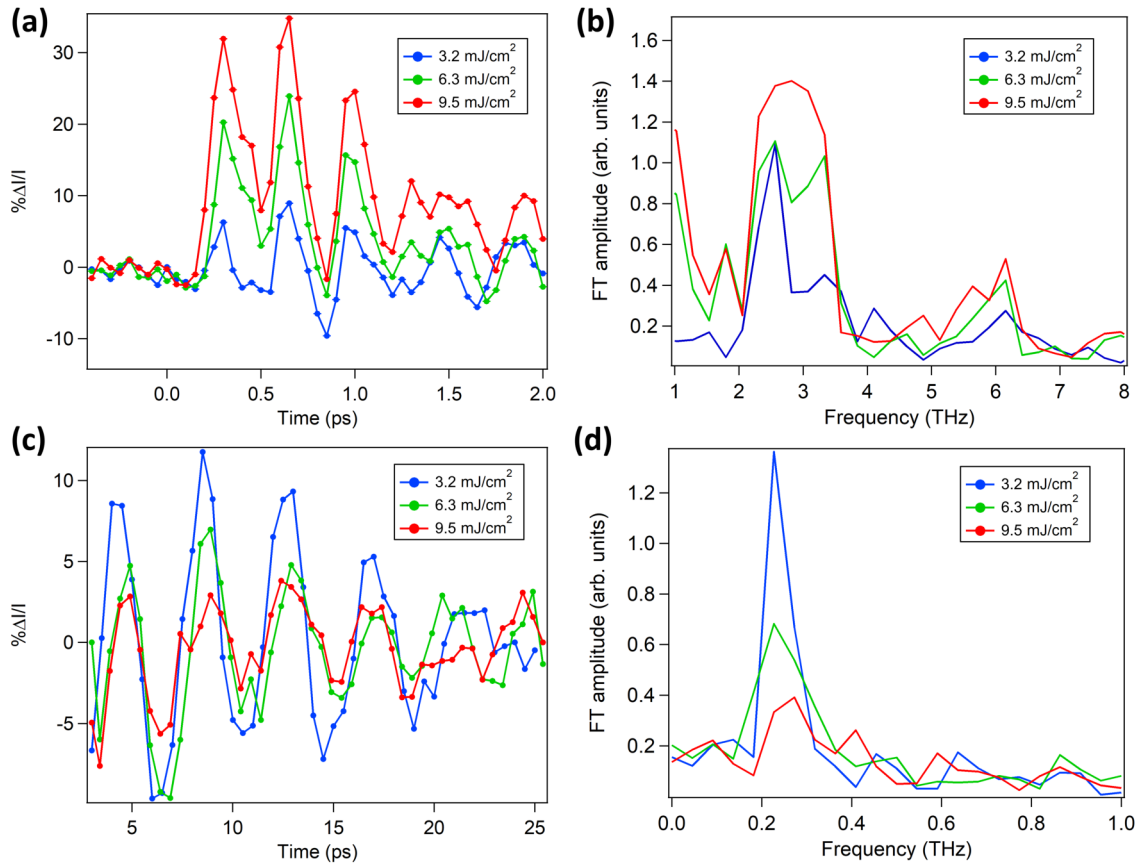 (a)
3.2 mJ/cm²
6.3 mJ/cm²
9.5 mJ/cm²
30
20
10
0
-10
%ΔI/I
0.0 0.5 1.0 1.5 2.0
Time (ps)
(b)
3.2 mJ/cm²
6.3 mJ/cm²
9.5 mJ/cm²
1.6
1.4
1.2
1.0
0.8
0.6
0.4
0.2
FT amplitude (arb. units)
1 2 3 4 5 6 7 8
Frequency (THz)
(c)
3.2 mJ/cm²
6.3 mJ/cm²
9.5 mJ/cm²
10
5
0
-5
%ΔI/I
5 10 15 20 25
Time (ps)
(d)
3.2 mJ/cm²
6.3 mJ/cm²
9.5 mJ/cm²
1.2
1.0
0.8
0.6
0.4
0.2
FT amplitude (arb. units)
0.0 0.2 0.4 0.6 0.8 1.0
Frequency (THz)